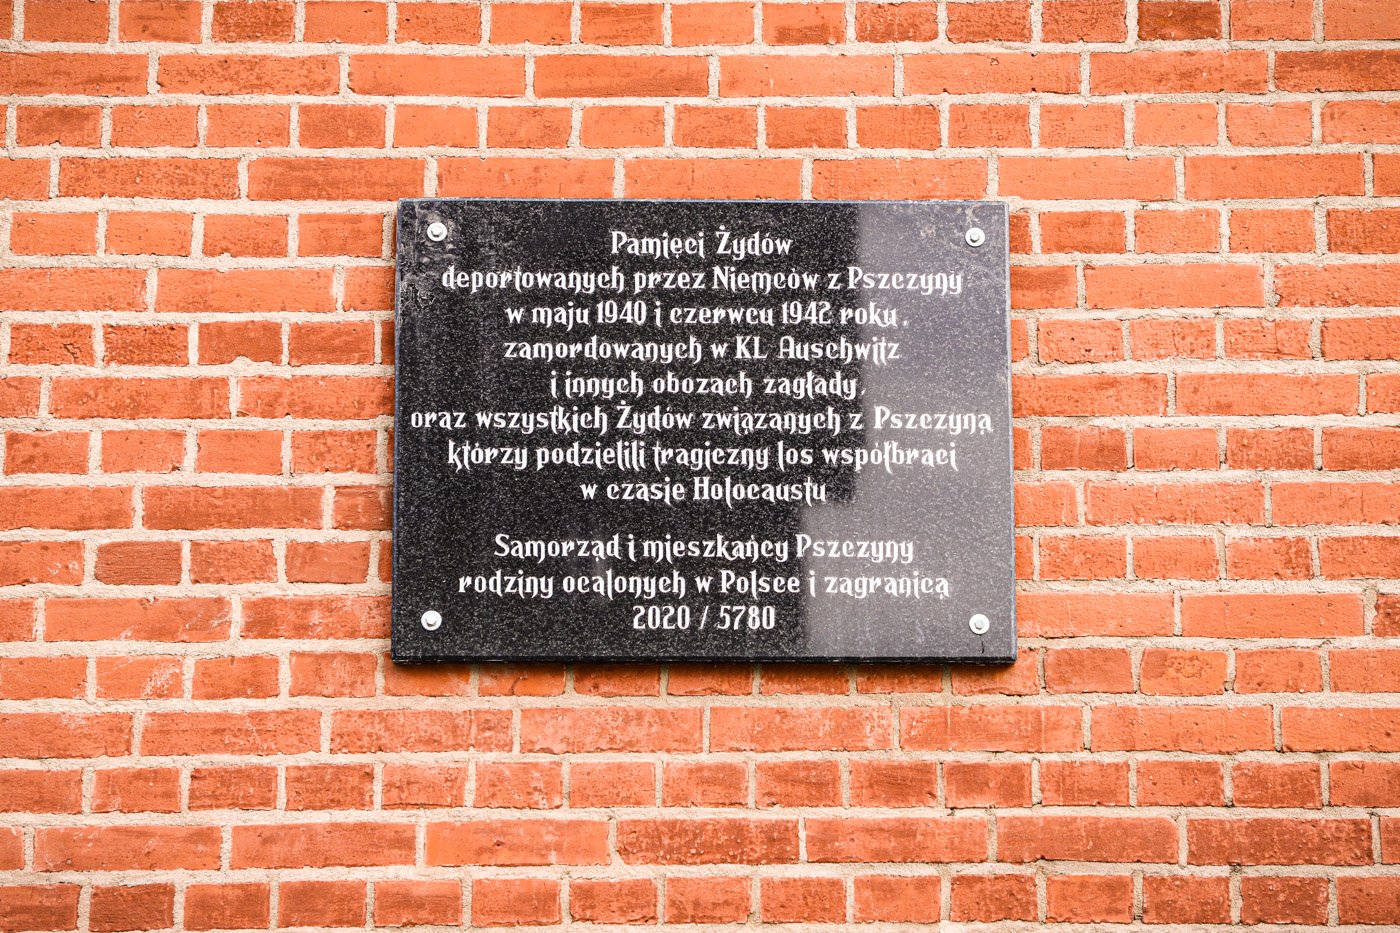 Pamięci Żydów
deportowanych przez Niemców z Pszczyny
w maju 1940 i czerwcu 1942 roku,
zamordowanych w KL Auschwitz
i innych obozach zagłady,
oraz wszystkich Żydów związanych z Pszczyną
którzy podzielili tragiczny los współbraci
w czasie Holocaustu
Samorząd i mieszkańcy Pszczyny
rodziny ocalonych w Polsce i zagranicą
2020 / 5780